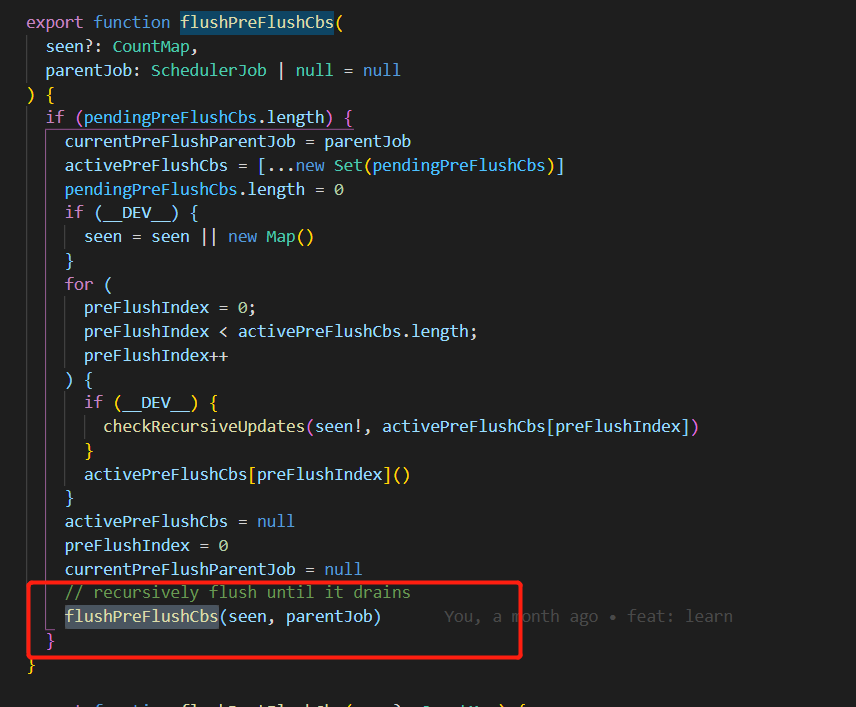 export function flushPreFlushCbs(
  seen?: CountMap,
  parentJob: SchedulerJob | null = null
) {
  if (pendingPreFlushCbs.length) {
    currentPreFlushParentJob = parentJob
    activePreFlushCbs = [...new Set(pendingPreFlushCbs)]
    pendingPreFlushCbs.length = 0
    if (__DEV__) {
      seen = seen || new Map()
    }
    for (
      preFlushIndex = 0;
      preFlushIndex < activePreFlushCbs.length;
      preFlushIndex++
    ) {
      if (__DEV__) {
        checkRecursiveUpdates(seen!, activePreFlushCbs[preFlushIndex])
      }
      activePreFlushCbs[preFlushIndex]()
    }
    activePreFlushCbs = null
    preFlushIndex = 0
    currentPreFlushParentJob = null
    // recursively flush until it drains
    flushPreFlushCbs(seen, parentJob) You, a month ago • feat: learn
  }
}